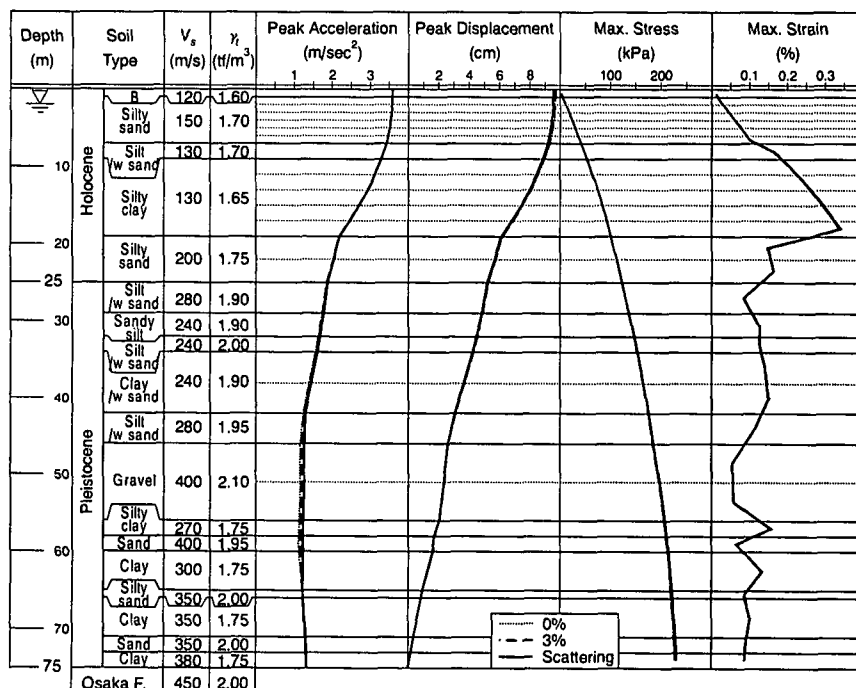 Depth (m)
Soil Type
Vs (m/s)
γt (tf/m³)
Peak Acceleration (m/sec²)
1 2 3
Peak Displacement (cm)
2 4 6 8
Max. Stress (kPa)
100 200
Max. Strain (%)
0.1 0.2 0.3
Holocene
Pleistocene
B 120 1.60
Silty sand 150 1.70
Silt /w sand 130 1.70
10
Silty clay 130 1.65
20
Silty sand 200 1.75
25
Silt /w sand 280 1.90
30
Sandy silt 240 1.90
Silt /w sand 240 2.00
Clay /w sand 240 1.90
40
Silt /w sand 280 1.95
50
Gravel 400 2.10
Silty clay 270 1.75
Sand 400 1.95
60
Clay 300 1.75
Silty sand 350 2.00
Clay 350 1.75
70
Sand 350 2.00
Clay 380 1.75
75
Osaka F. 450 2.00
0%
3%
Scattering